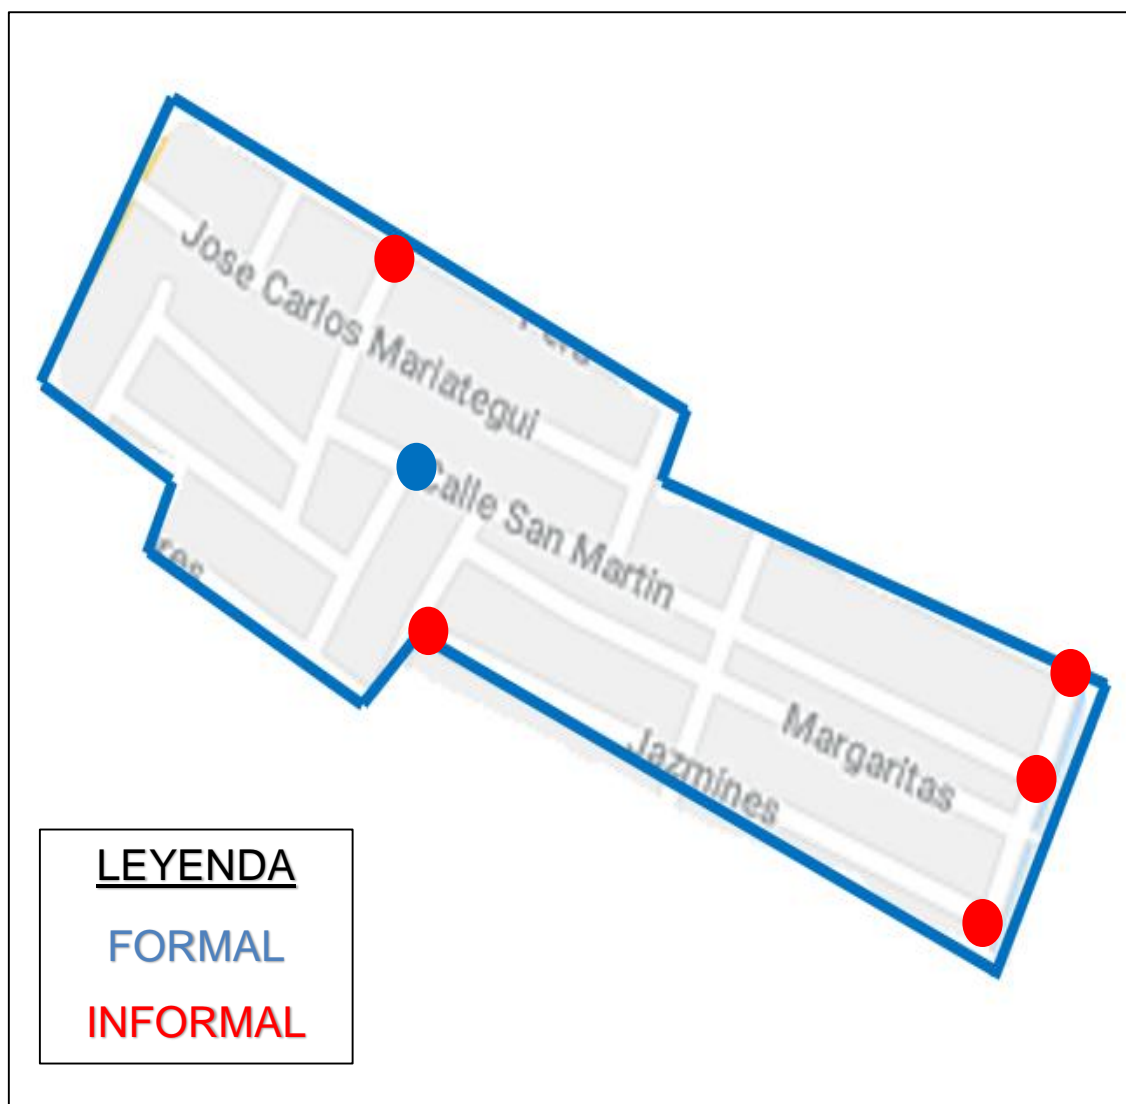 Jose Carlos Mariategui
Calle San Martin
Margaritas
Jazmines
LEYENDA
FORMAL
INFORMAL